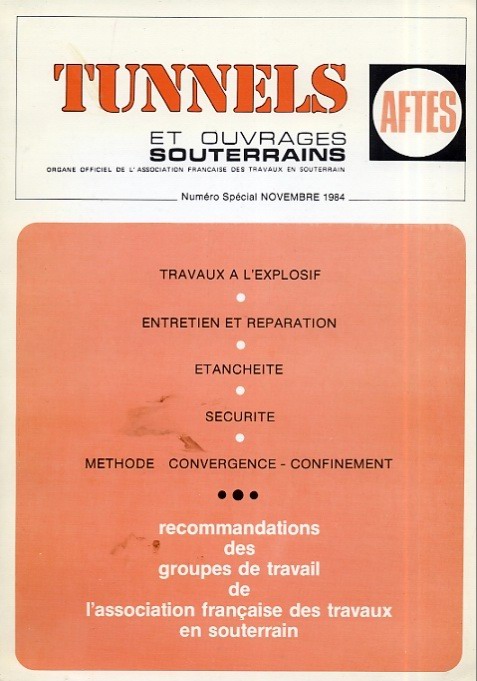 TUNNELS
AFTES
ET OUVRAGES
SOUTERRAINS
ORGANE OFFICIEL DE L'ASSOCIATION FRANCAISE DES TRAVAUX EN SOUTERRAIN
Numéro Spécial NOVEMBRE 1984
TRAVAUX A L'EXPLOSIF
ENTRETIEN ET REPARATION
ETANCHEITE
SECURITE
METHODE CONVERGENCE - CONFINEMENT
recommandations
des
groupes de travail
de
l'association française des travaux
en souterrain